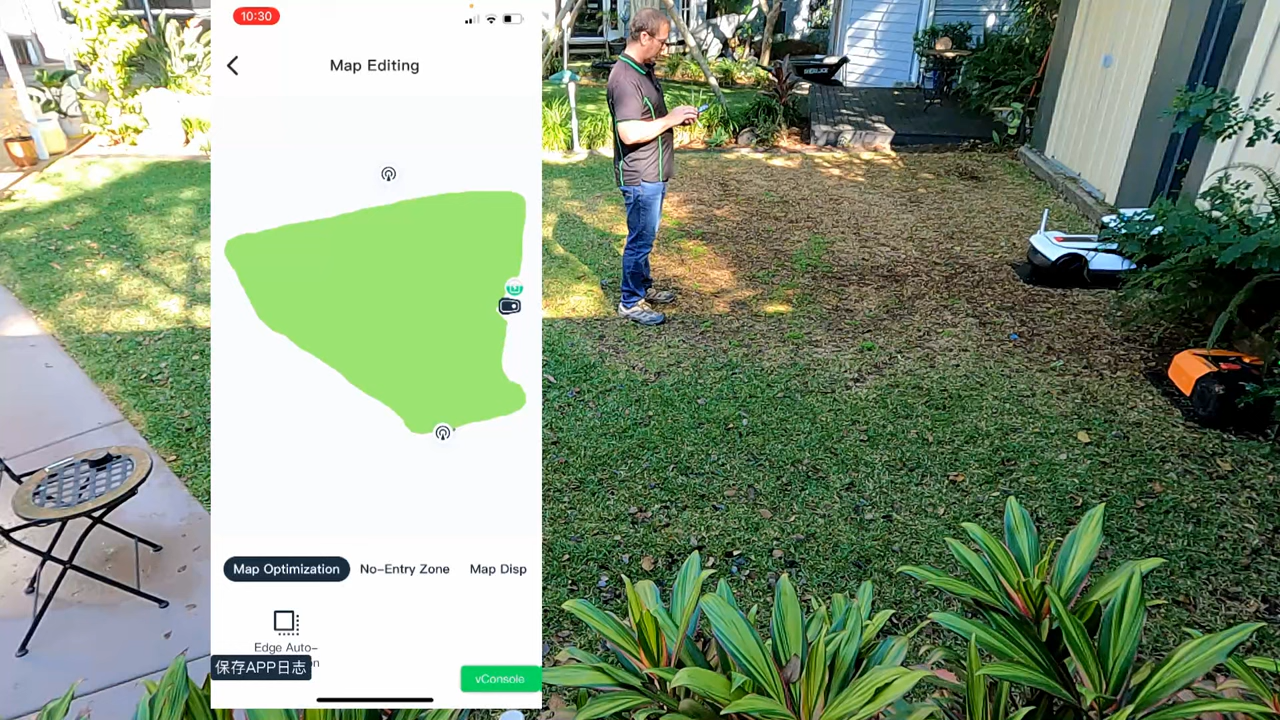 10:30
Map Editing
Map Optimization
No-Entry Zone
Map Disp
Edge Auto-
保存APP日志
vConsole